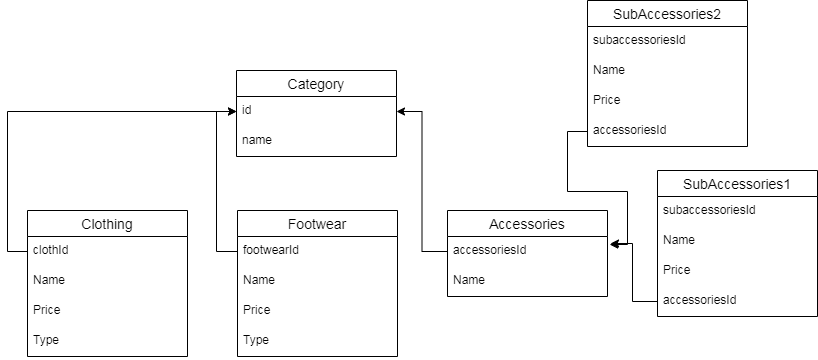 SubAccessories2
subaccessoriesId
Name
Price
accessoriesId
Category
id
name
SubAccessories1
subaccessoriesId
Name
Price
accessoriesId
Clothing
clothId
Name
Price
Type
Footwear
footwearId
Name
Price
Type
Accessories
accessoriesId
Name